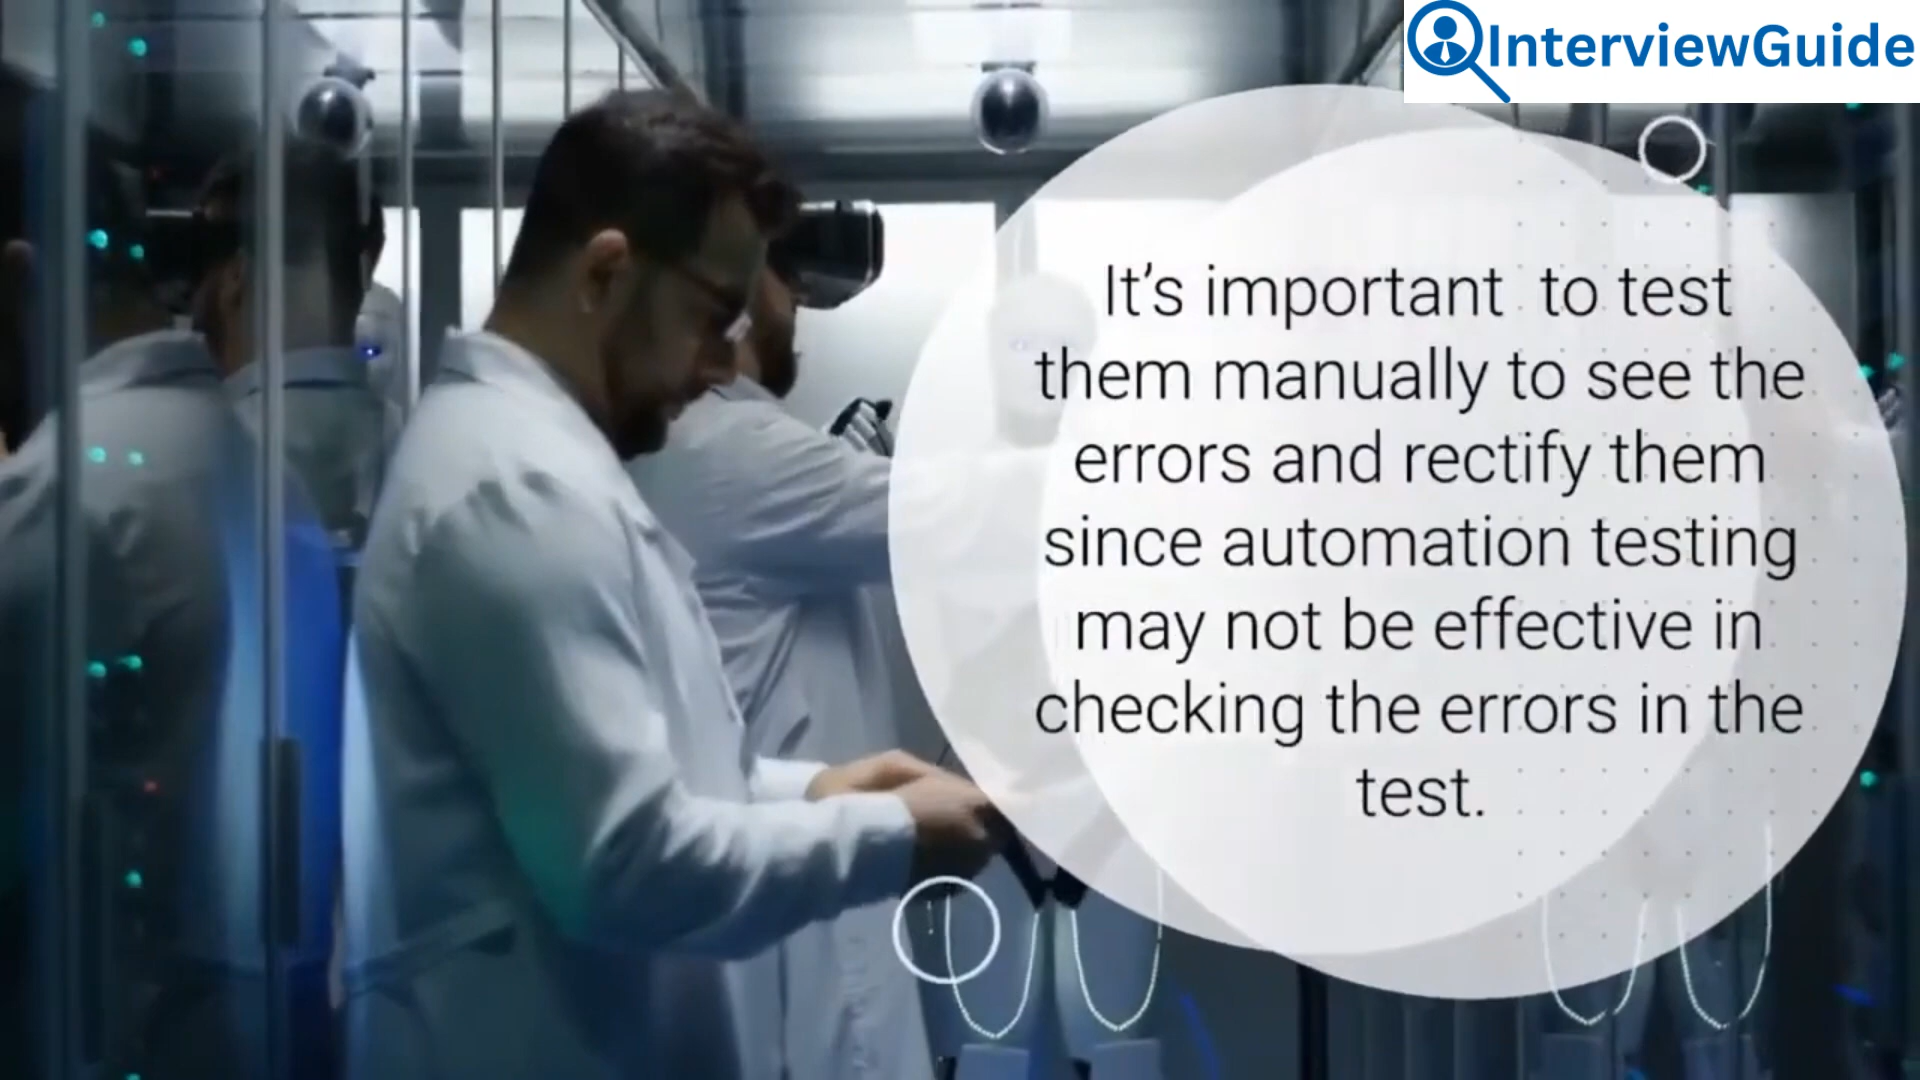 InterviewGuide
It's important to test
them manually to see the
errors and rectify them
since automation testing
may not be effective in
checking the errors in the
test.